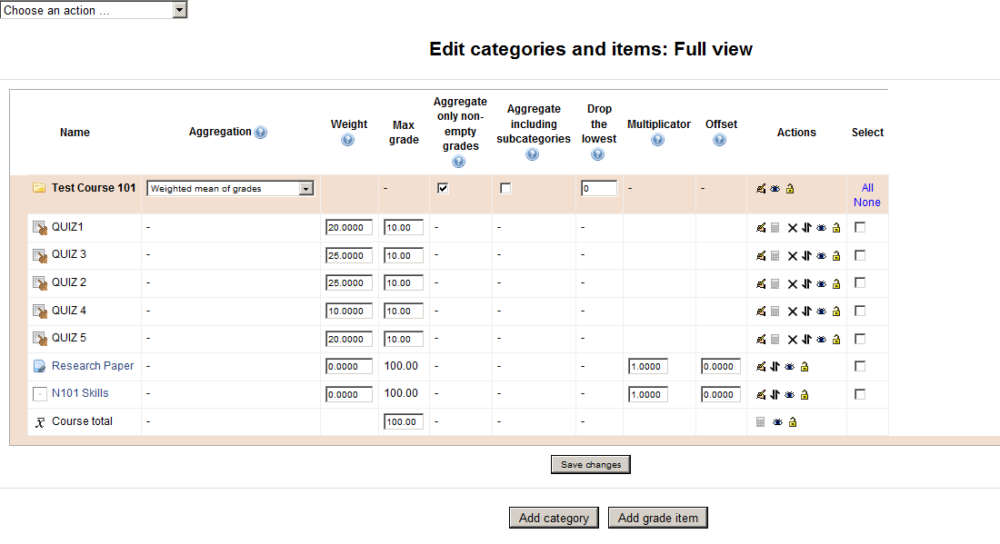 Choose an action ...
Edit categories and items: Full view
Name Aggregation Weight Max grade Aggregate only non-empty grades Aggregate including subcategories Drop the lowest Multiplicator Offset Actions Select
Test Course 101 Weighted mean of grades - 0 - - All
None
QUIZ1 - 20.0000 10.00 - - -
QUIZ 3 - 25.0000 10.00 - - -
QUIZ 2 - 25.0000 10.00 - - -
QUIZ 4 - 10.0000 10.00 - - -
QUIZ 5 - 20.0000 10.00 - - -
Research Paper - 0.0000 100.00 - - - 1.0000 0.0000
N101 Skills - 0.0000 100.00 - - - 1.0000 0.0000
Course total - 100.00 - - -
Save changes
Add category Add grade item